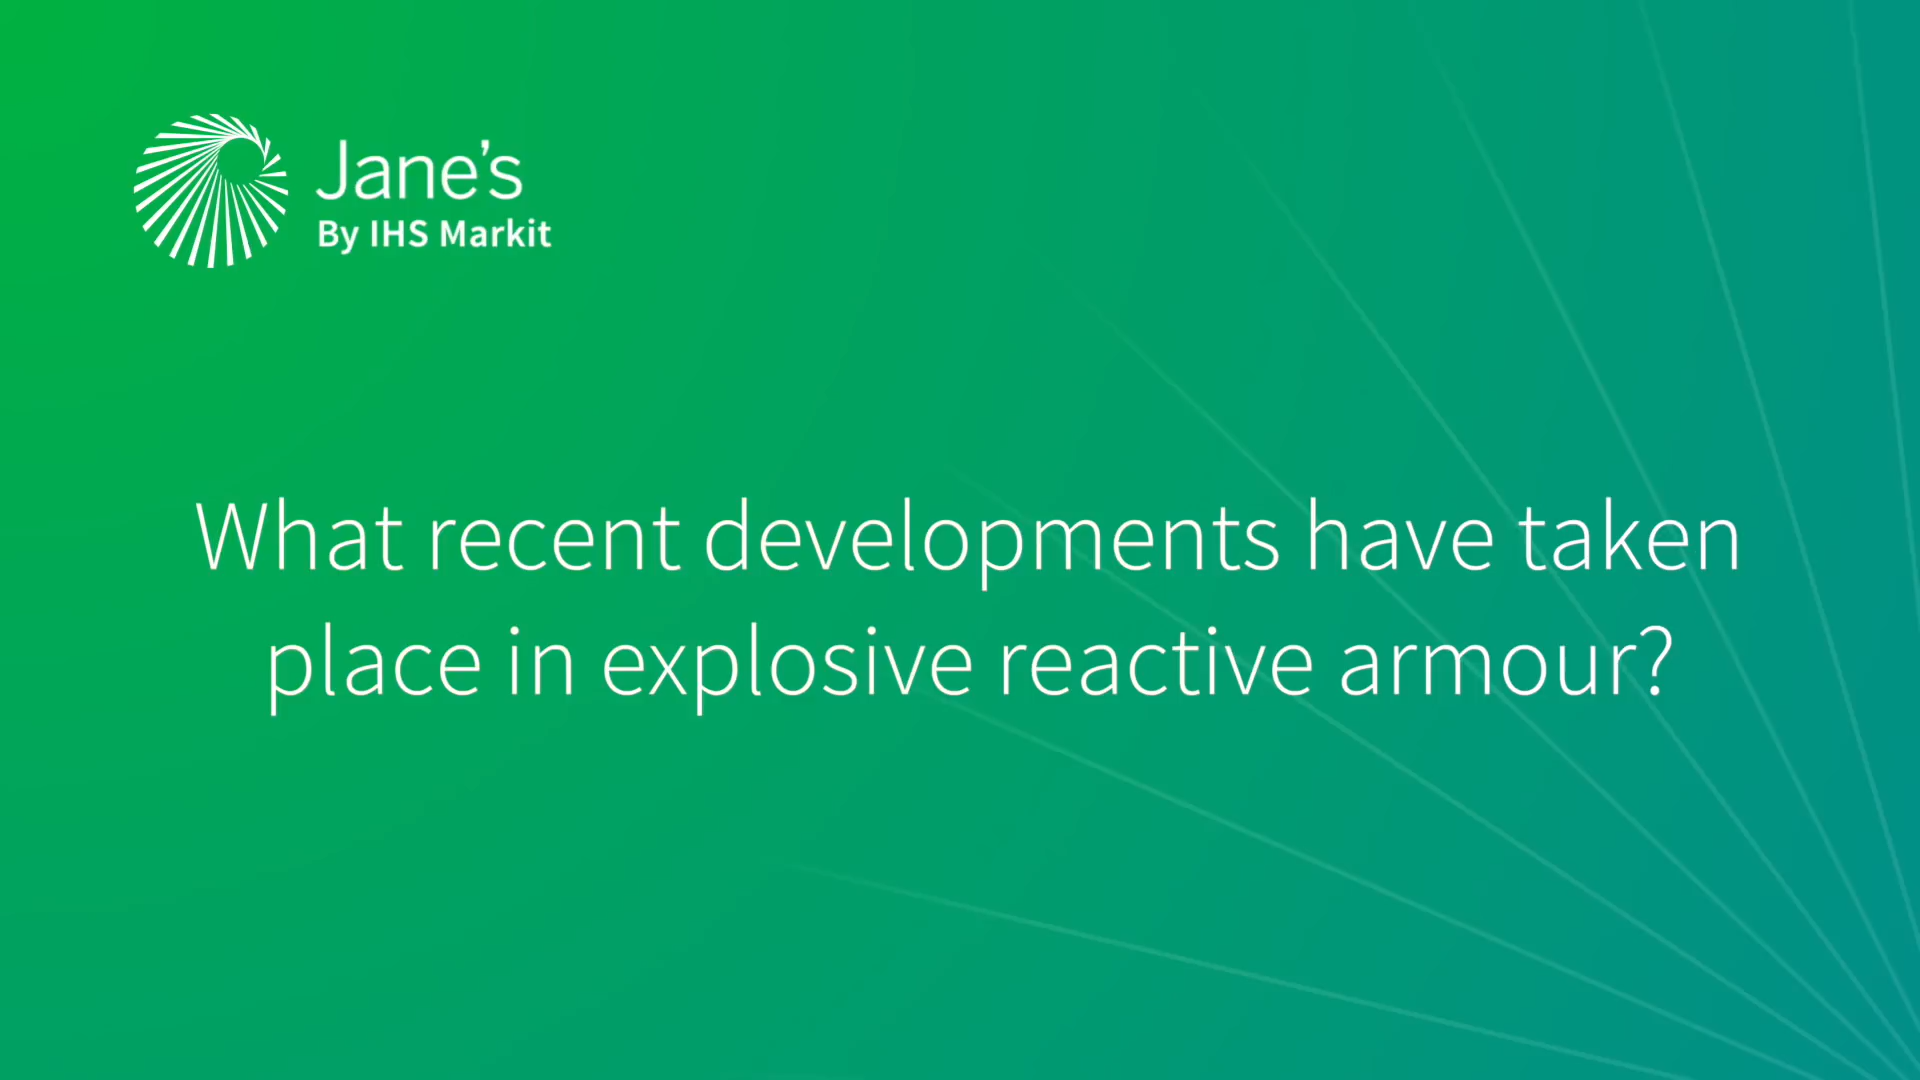 Jane's
By IHS Markit
What recent developments have taken
place in explosive reactive armour?